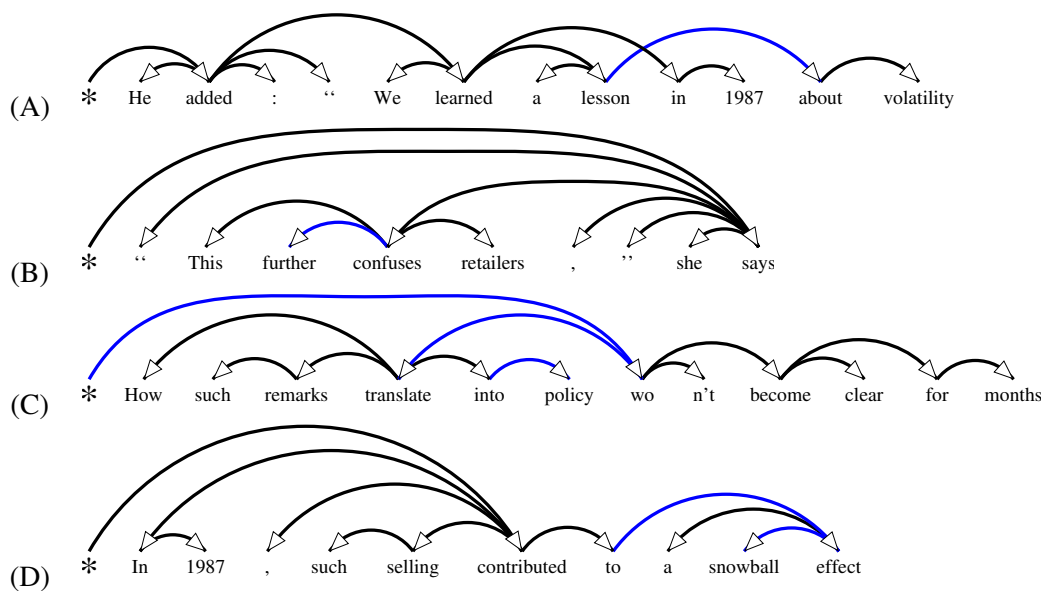 (A) * He added : ‘‘ We learned a lesson in 1987 about volatility
(B) * ‘‘ This further confuses retailers , ’’ she says
(C) * How such remarks translate into policy wo n't become clear for months
(D) * In 1987 , such selling contributed to a snowball effect